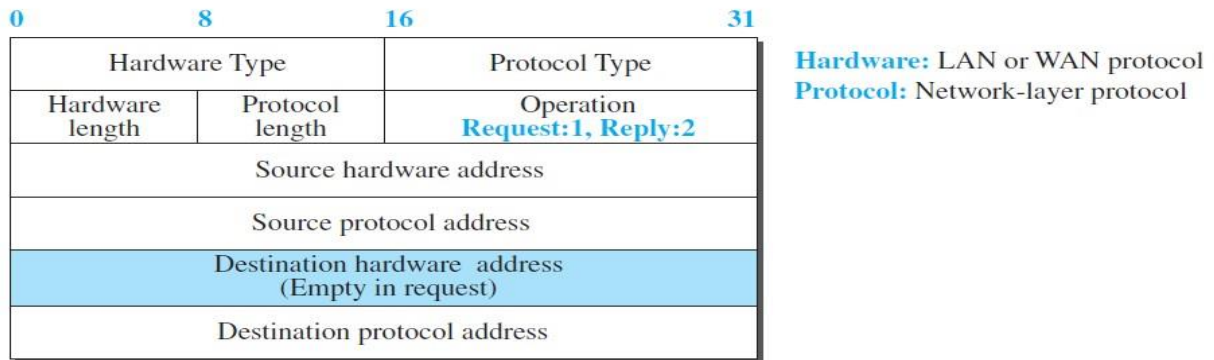 0 8 16 31
Hardware Type Protocol Type
Hardware length Protocol length Operation
Request:1, Reply:2
Source hardware address
Source protocol address
Destination hardware address
(Empty in request)
Destination protocol address
Hardware: LAN or WAN protocol
Protocol: Network-layer protocol